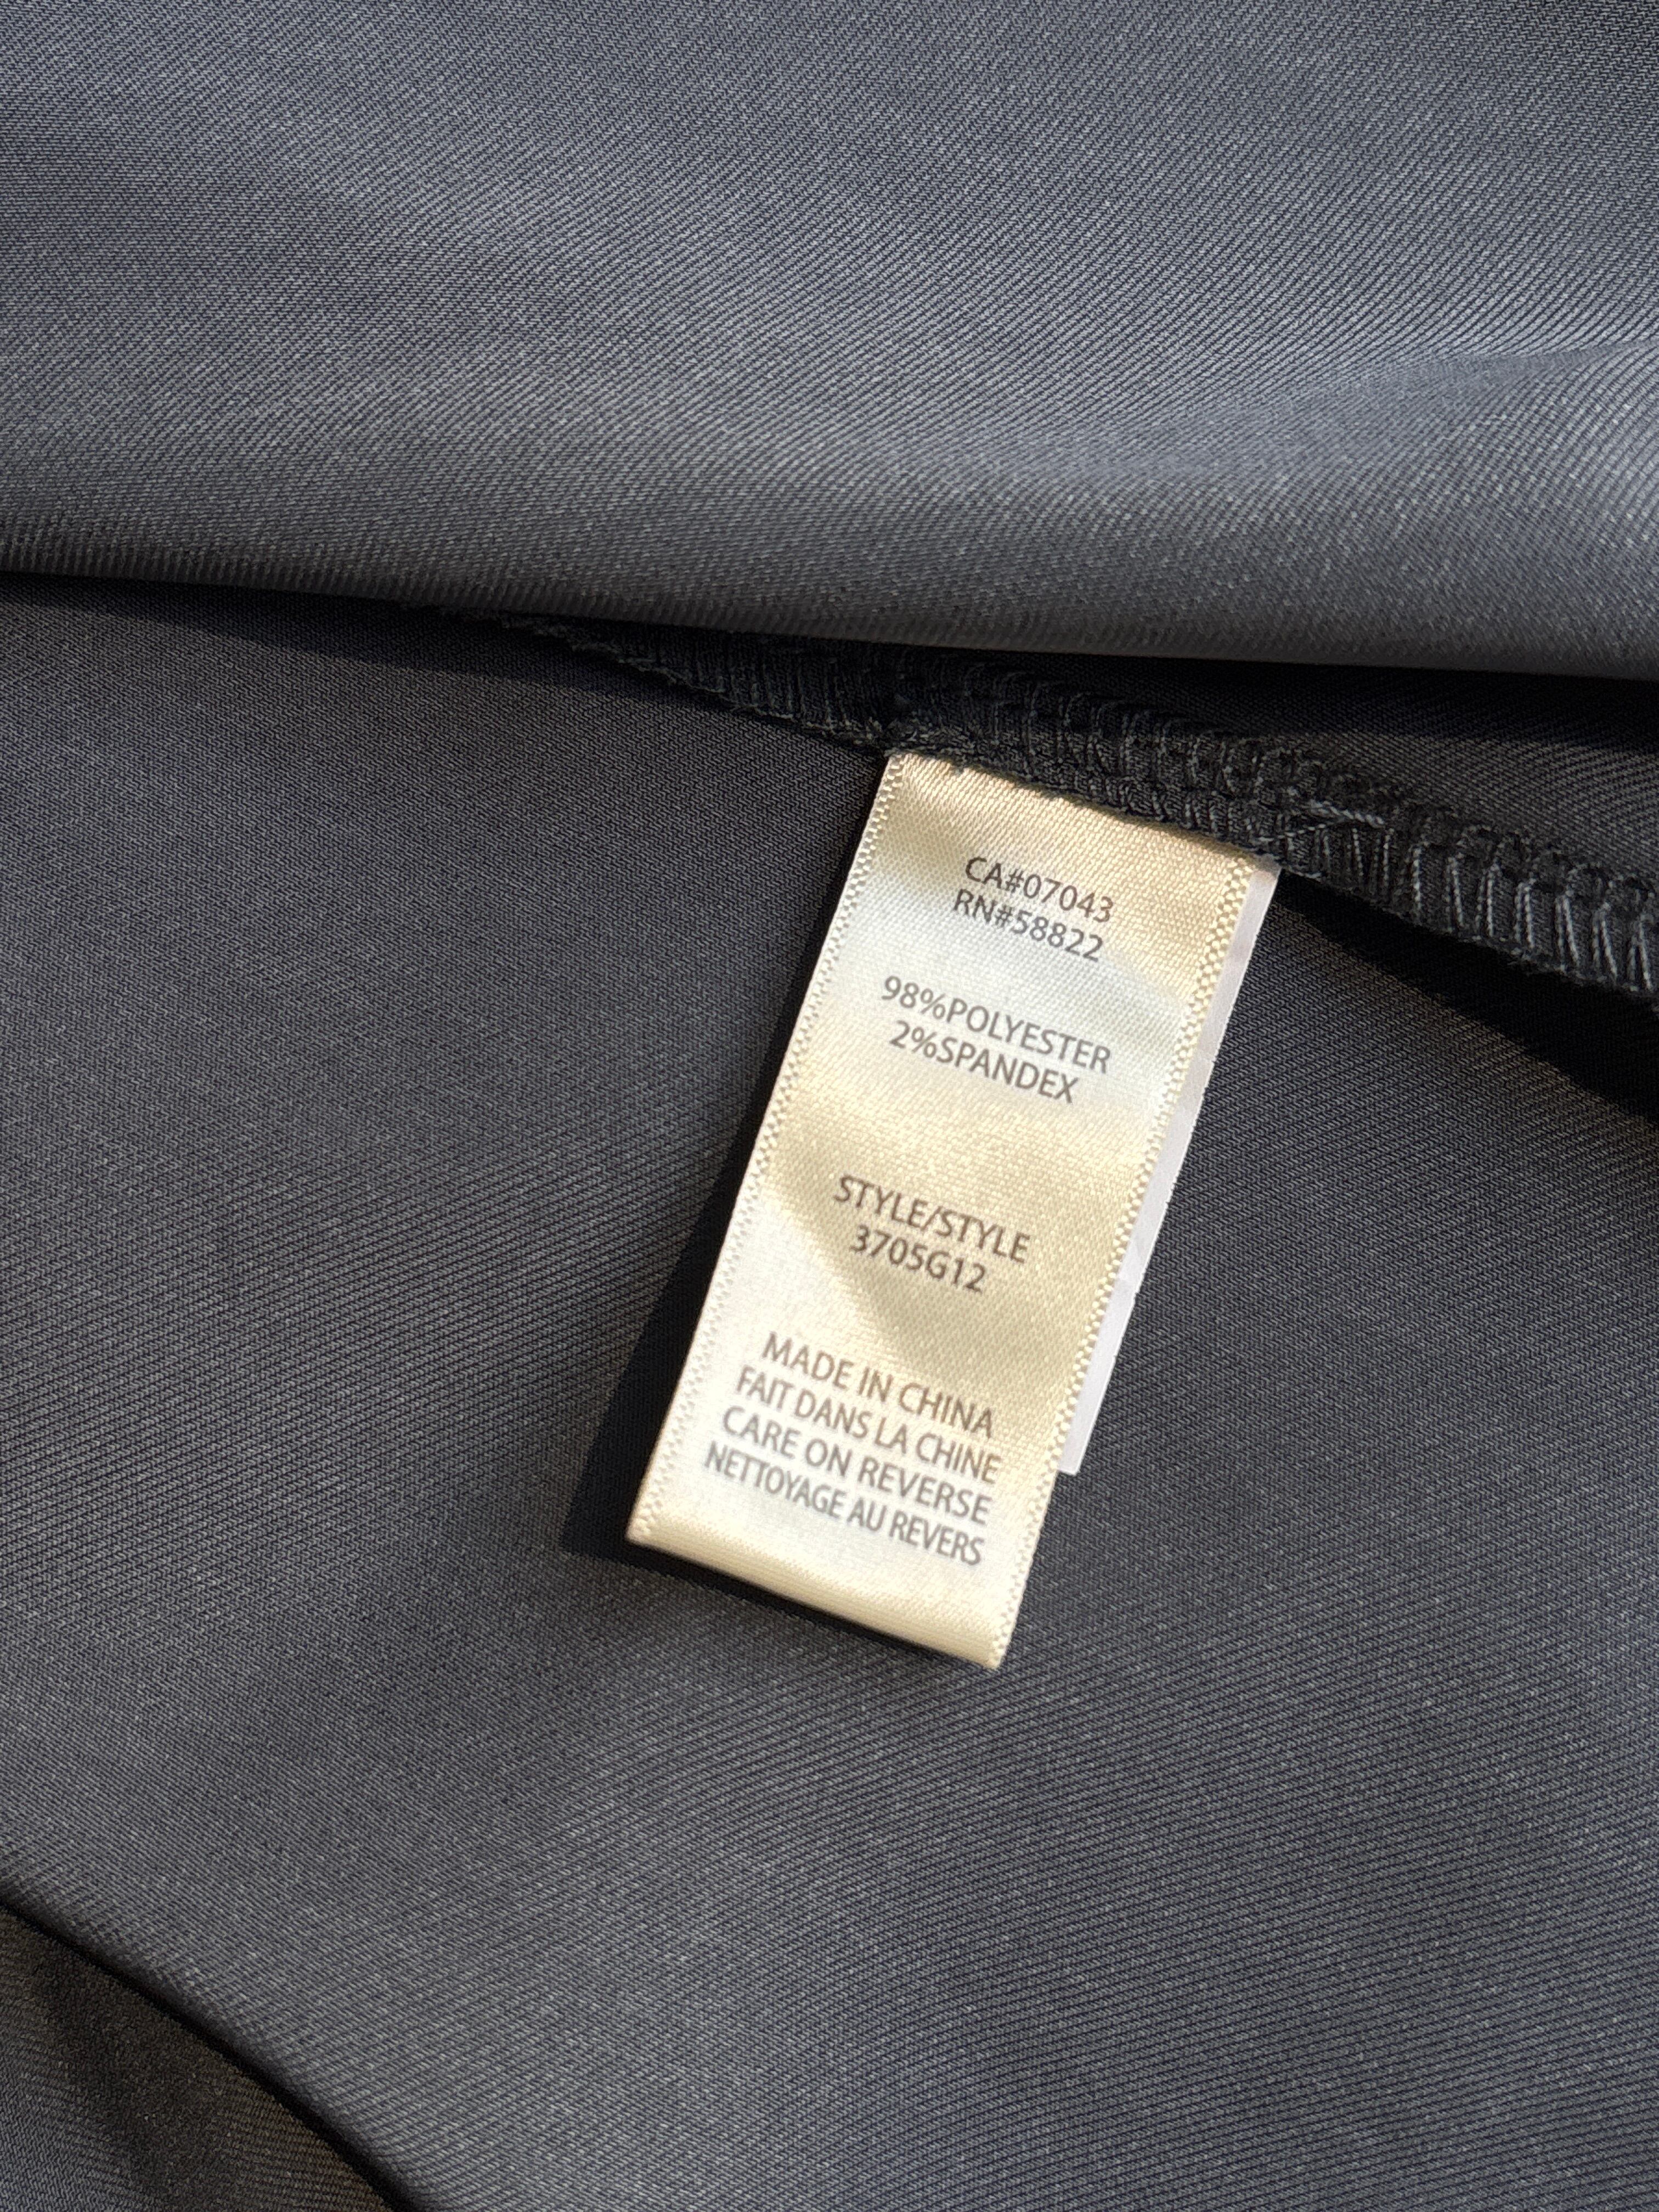 CA#07043
RN#58822
98%POLYESTER
2%SPANDEX
STYLE/STYLE
3705G12
MADE IN CHINA
FAIT DANS LA CHINE
CARE ON REVERSE
NETTOYAGE AU REVERS